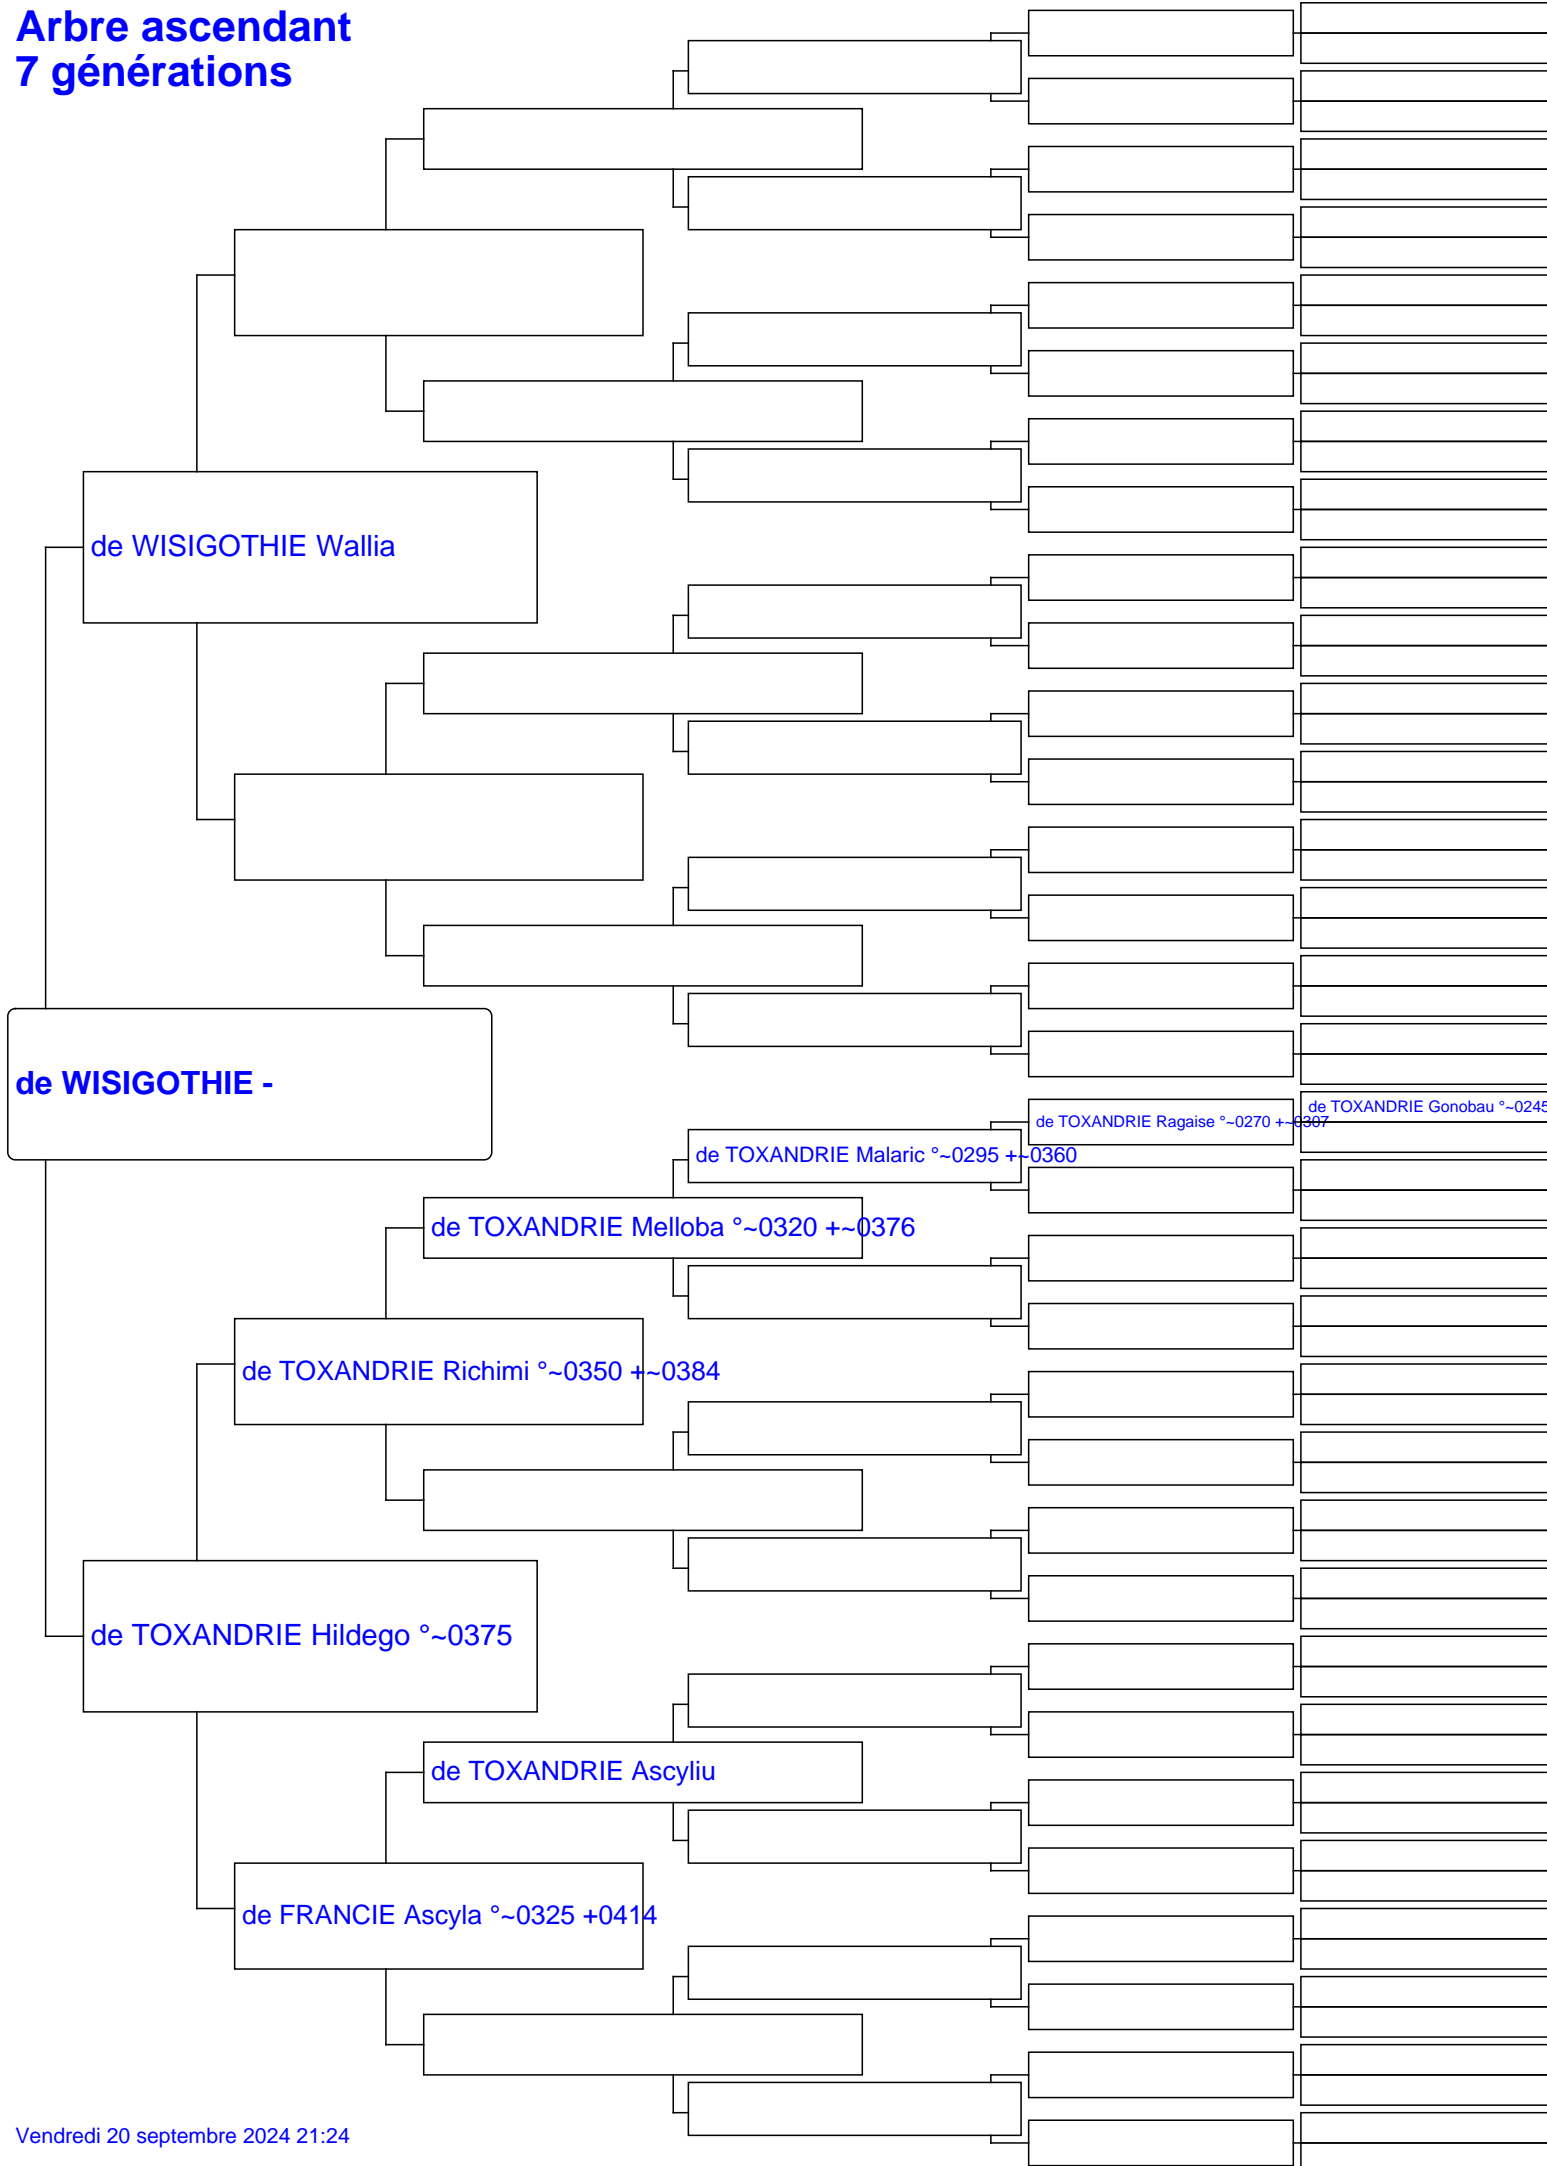 Arbre ascendant
7 générations
de WISIGOTHIE Wallia
de WISIGOTHIE -
de TOXANDRIE Gonobau °~0245
de TOXANDRIE Ragaise °~0270 +~0307
de TOXANDRIE Malaric °~0295 +~0360
de TOXANDRIE Melloba °~0320 +~0376
de TOXANDRIE Richimi °~0350 +~0384
de TOXANDRIE Hildego °~0375
de TOXANDRIE Ascyliu
de FRANCIE Ascyla °~0325 +0414
Vendredi 20 septembre 2024 21:24